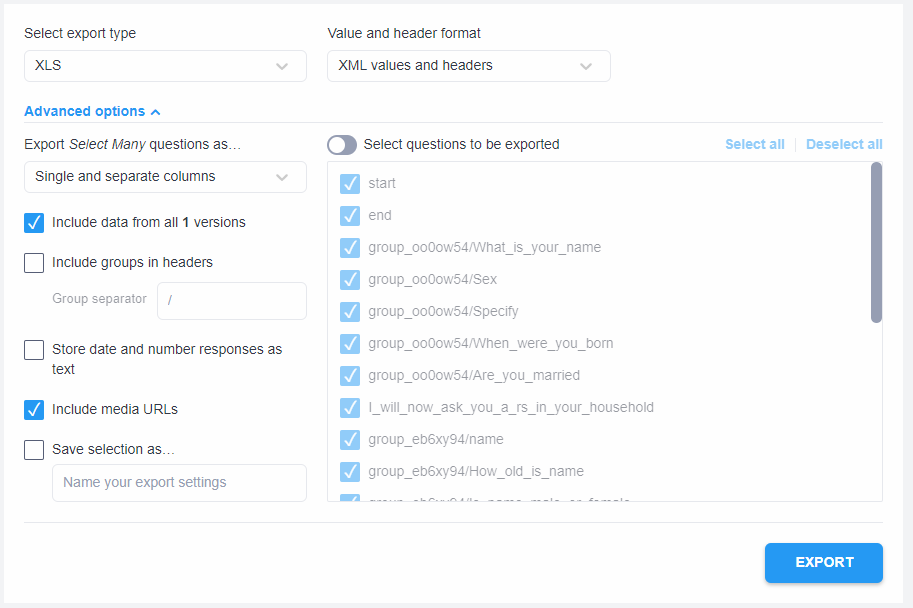 Select export type
Value and header format
XLS
XML values and headers
Advanced options
Export Select Many questions as…
Select questions to be exported
Select all
Deselect all
Single and separate columns
Include data from all 1 versions
Include groups in headers
Group separator
/
Store date and number responses as
text
Include media URLs
Save selection as…
Name your export settings
start
end
group_oo0ow54/What_is_your_name
group_oo0ow54/Sex
group_oo0ow54/Specify
group_oo0ow54/When_were_you_born
group_oo0ow54/Are_you_married
I_will_now_ask_you_a_rs_in_your_household
group_eb6xy94/name
group_eb6xy94/How_old_is_name
EXPORT